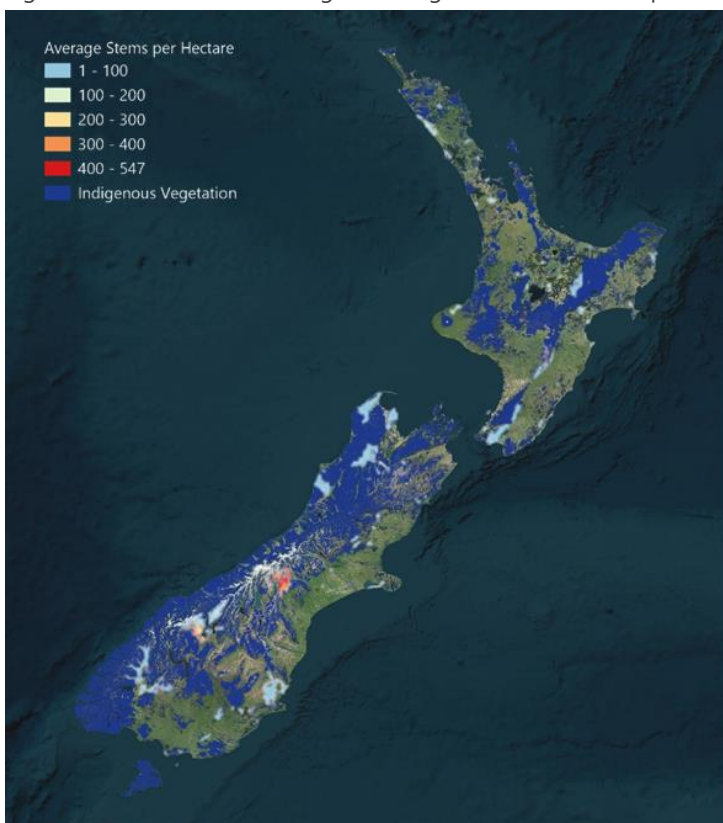 Average Stems per Hectare
1 - 100
100 - 200
200 - 300
300 - 400
400 - 547
Indigenous Vegetation